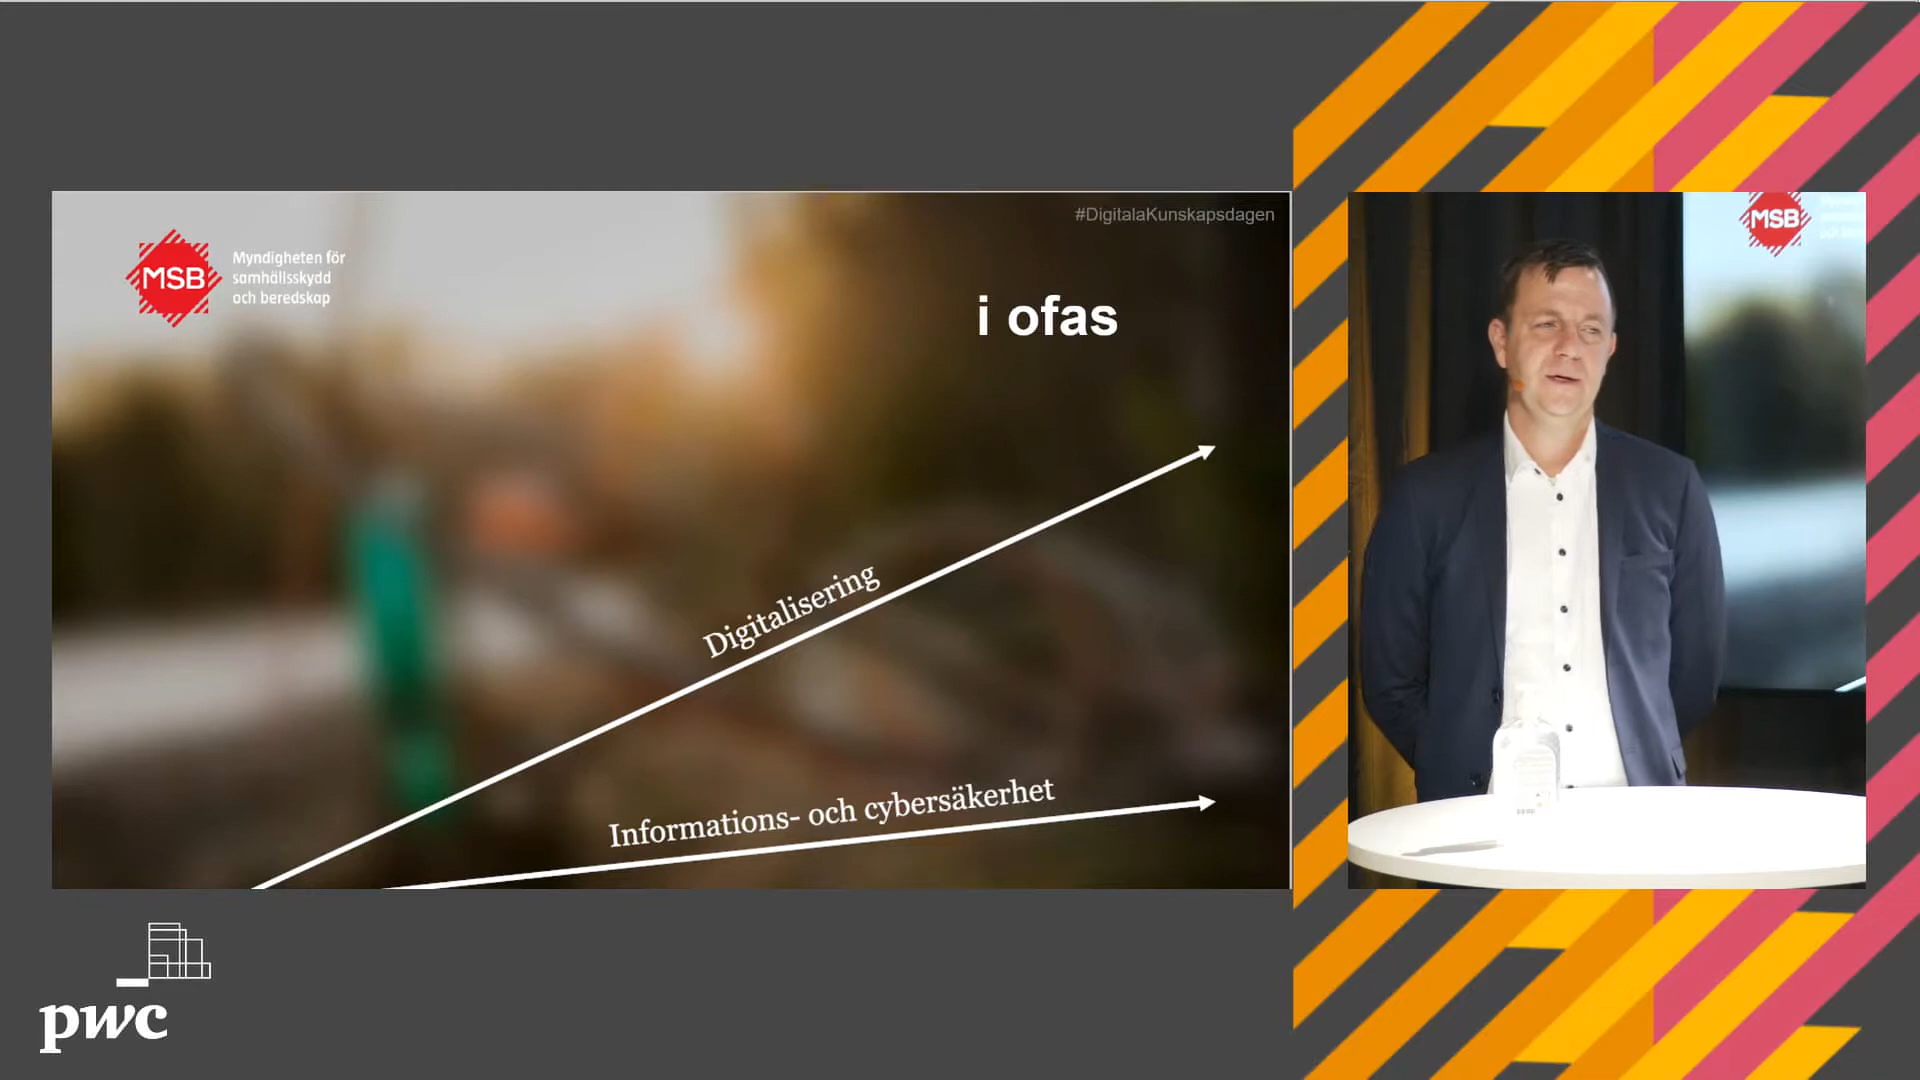 #DigitalaKunskapsdagen
MSB
Myndigheten för
samhällsskydd
och beredskap
i ofas
Digitalisering
Informations- och cybersäkerhet
MSB
pwc